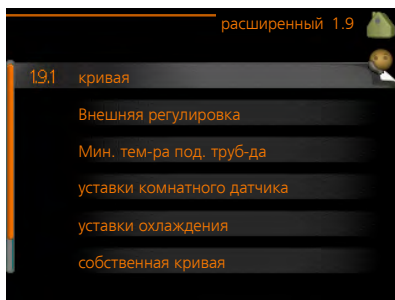 расширенный 1.9
1.9.1 кривая
Внешняя регулировка
Мин. тем-ра под. труб-да
уставки комнатного датчика
уставки охлаждения
собственная кривая